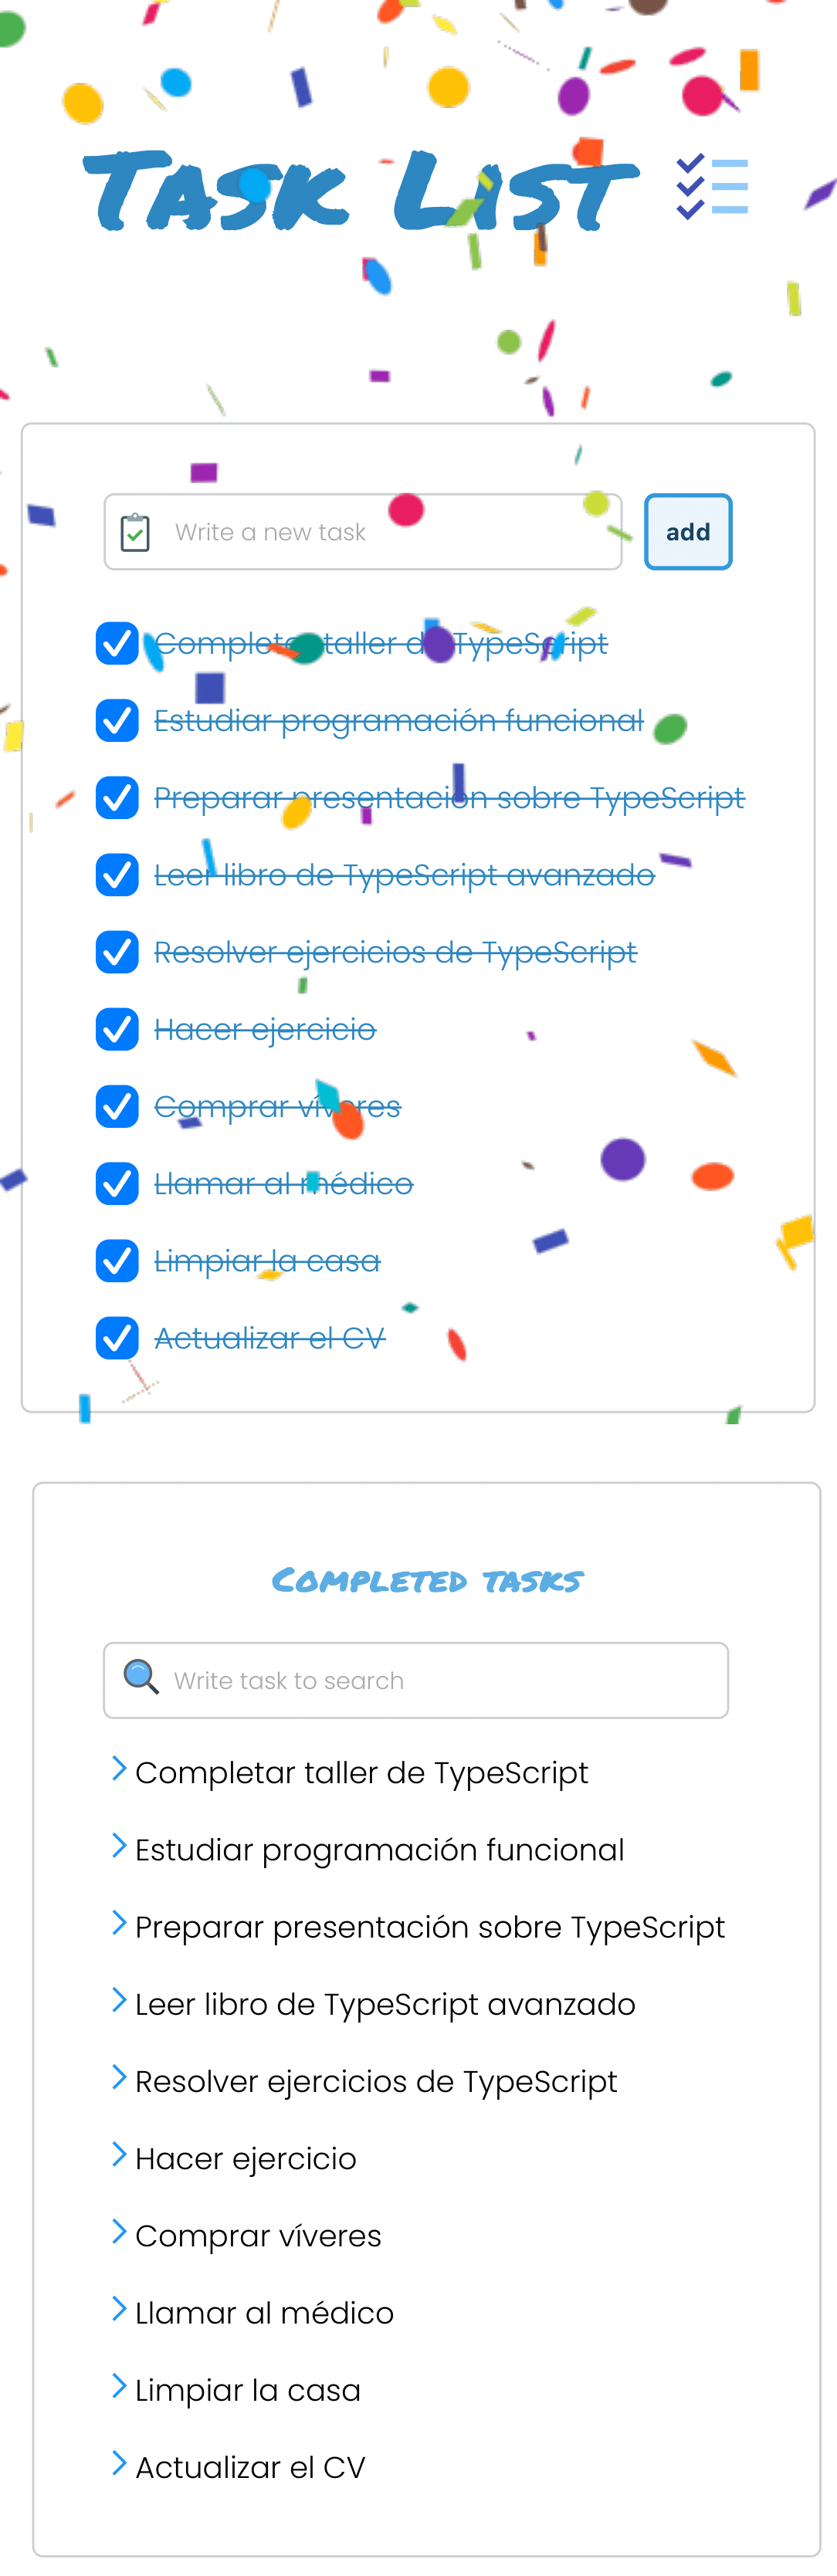 Task List
Write a new task
add
Completar taller de TypeScript
Estudiar programación funcional
Preparar presentación sobre TypeScript
Leer libro de TypeScript avanzado
Resolver ejercicios de TypeScript
Hacer ejercicio
Comprar víveres
Llamar al médico
Limpiar la casa
Actualizar el CV
Completed tasks
Write task to search
Completar taller de TypeScript
Estudiar programación funcional
Preparar presentación sobre TypeScript
Leer libro de TypeScript avanzado
Resolver ejercicios de TypeScript
Hacer ejercicio
Comprar víveres
Llamar al médico
Limpiar la casa
Actualizar el CV